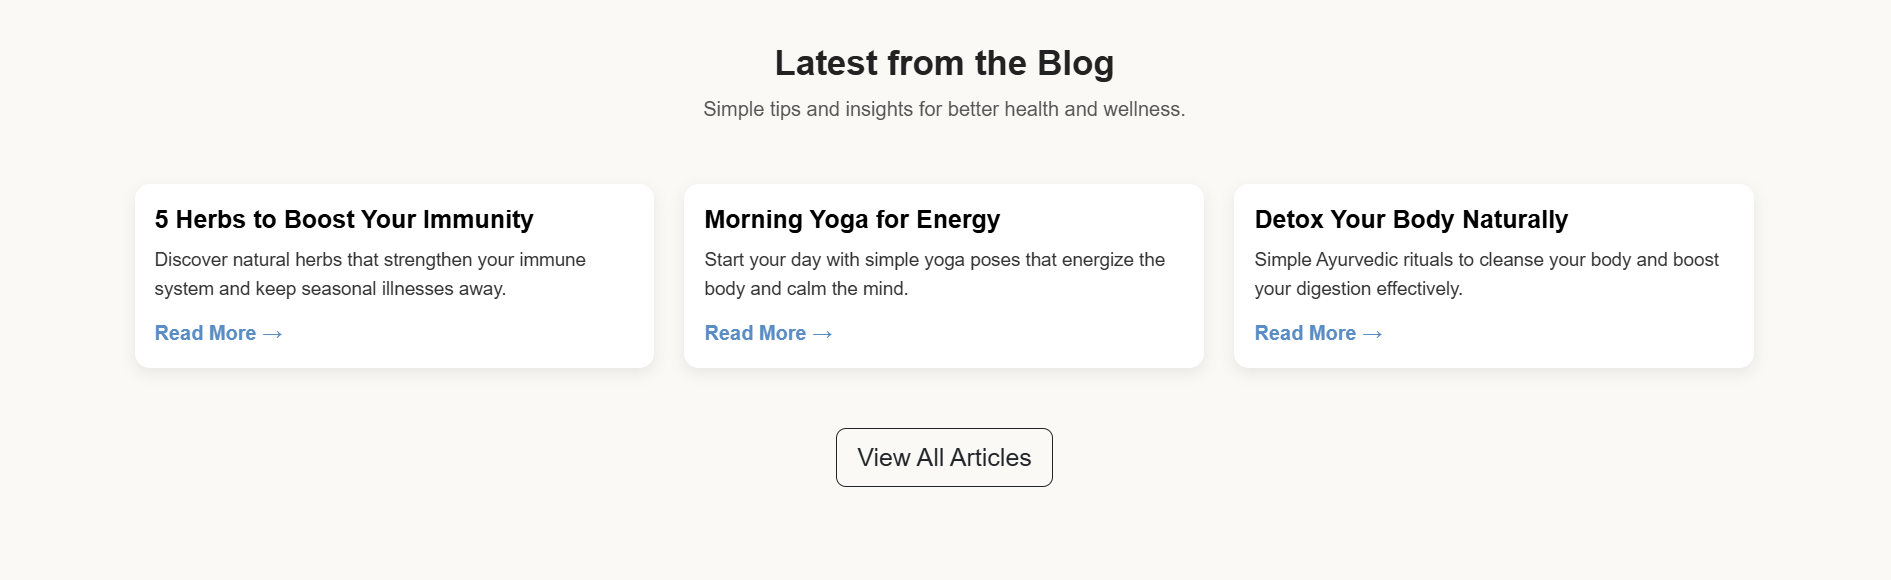 Latest from the Blog
Simple tips and insights for better health and wellness.
5 Herbs to Boost Your Immunity
Discover natural herbs that strengthen your immune
system and keep seasonal illnesses away.
Read More →
Morning Yoga for Energy
Start your day with simple yoga poses that energize the
body and calm the mind.
Read More →
Detox Your Body Naturally
Simple Ayurvedic rituals to cleanse your body and boost
your digestion effectively.
Read More →
View All Articles